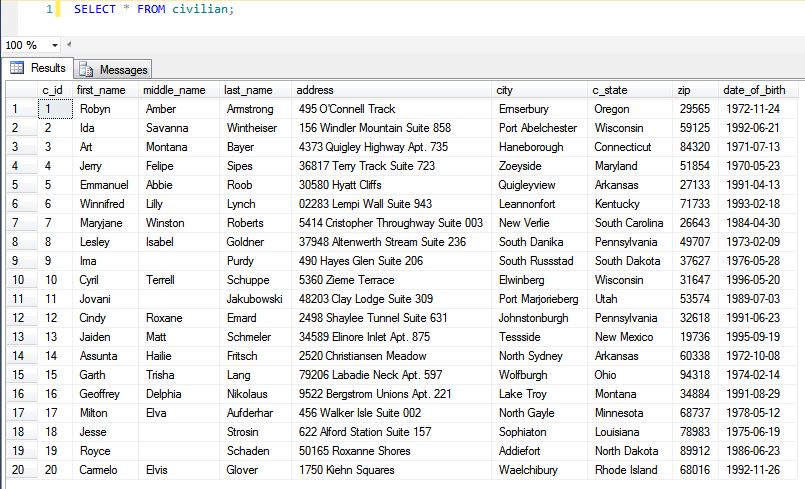 1 SELECT * FROM civilian;
100 %
Results Messages
c_id first_name middle_name last_name address city c_state zip date_of_birth
1 1 Robyn Amber Armstrong 495 O'Connell Track Emserbury Oregon 29565 1972-11-24
2 2 Ida Savanna Wintheiser 156 Windler Mountain Suite 858 Port Abelchester Wisconsin 59125 1992-06-21
3 3 Art Montana Bayer 4373 Quigley Highway Apt. 735 Haneborough Connecticut 84320 1971-07-13
4 4 Jerry Felipe Sipes 36817 Terry Track Suite 723 Zoeyside Maryland 51854 1970-05-23
5 5 Emmanuel Abbie Roob 30580 Hyatt Cliffs Quigleyview Arkansas 27133 1991-04-13
6 6 Winnifred Lilly Lynch 02283 Lempi Wall Suite 943 Leannonfort Kentucky 71733 1993-02-18
7 7 Maryjane Winston Roberts 5414 Cristopher Throughway Suite 003 New Verlie South Carolina 26643 1984-04-30
8 8 Lesley Isabel Goldner 37948 Altenwerth Stream Suite 236 South Danika Pennsylvania 49707 1973-02-09
9 9 Ima Purdy 490 Hayes Glen Suite 206 South Russstad South Dakota 37627 1976-05-28
10 10 Cyril Terrell Schuppe 5360 Zieme Terrace Elwinberg Wisconsin 31647 1996-05-20
11 11 Jovani Jakubowski 48203 Clay Lodge Suite 309 Port Marjorieberg Utah 53574 1989-07-03
12 12 Cindy Roxane Emard 2498 Shaylee Tunnel Suite 631 Johnstonburgh Pennsylvania 32618 1991-06-23
13 13 Jaiden Matt Schmeler 34589 Elinore Inlet Apt. 875 Tessside New Mexico 19736 1995-09-19
14 14 Assunta Hailie Fritsch 2520 Christiansen Meadow North Sydney Arkansas 60338 1972-10-08
15 15 Garth Trisha Lang 79206 Labadie Neck Apt. 597 Wolfburgh Ohio 94318 1974-02-14
16 16 Geoffrey Delphia Nikolaus 9522 Bergstrom Unions Apt. 221 Lake Troy Montana 34884 1991-08-29
17 17 Milton Elva Aufderhar 456 Walker Isle Suite 002 North Gayle Minnesota 68737 1978-05-12
18 18 Jesse Strosin 622 Alford Station Suite 157 Sophiaton Louisiana 78983 1975-06-19
19 19 Royce Schaden 50165 Roxanne Shores Addiefort North Dakota 89912 1986-06-23
20 20 Carmelo Elvis Glover 1750 Kiehn Squares Waelchibury Rhode Island 68016 1992-11-26